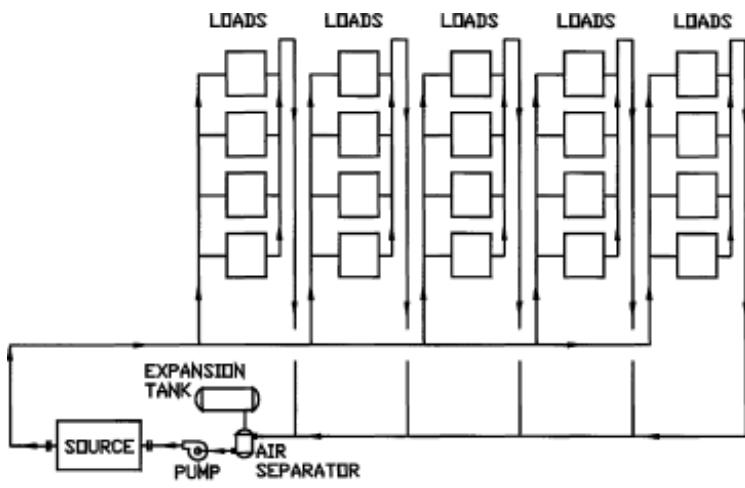 LOADS LOADS LOADS LOADS LOADS
EXPANSION
TANK
SOURCE
PUMP
AIR
SEPARATOR